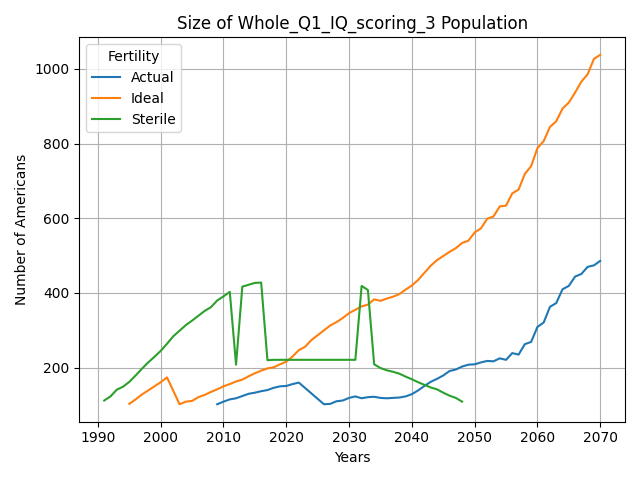 Size of Whole_Q1_IQ_scoring_3 Population
Fertility
Actual
Ideal
Sterile
Number of Americans
1000
800
600
400
200
1990 2000 2010 2020 2030 2040 2050 2060 2070
Years